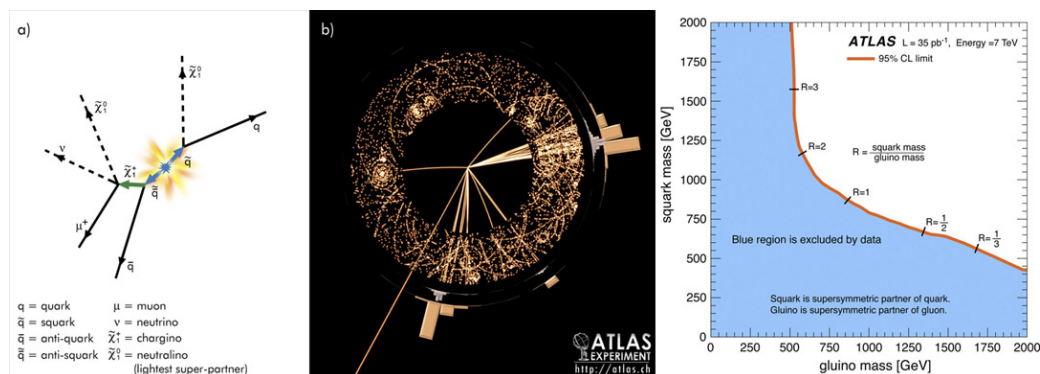 a)
χ̃₁⁰
χ̃₁⁰
ν
q
q̃
χ̃₁⁺
q̃̄
μ⁺
q̄
q = quark
q̃ = squark
q̄ = anti-quark
q̃̄ = anti-squark
μ = muon
ν = neutrino
χ̃₁⁺ = chargino
χ̃₁⁰ = neutralino
(lightest super-partner)
b)
ATLAS
EXPERIMENT
http://atlas.ch
squark mass [GeV]
2000
1750
1500
1250
1000
750
500
250
0
ATLAS L = 35 pb⁻¹, Energy =7 TeV
95% CL limit
R=3
R=2
R = squark mass
gluino mass
R=1
R=1/2
R=1/3
Blue region is excluded by data
Squark is supersymmetric partner of quark.
Gluino is supersymmetric partner of gluon.
0 250 500 750 1000 1250 1500 1750 2000
gluino mass [GeV]